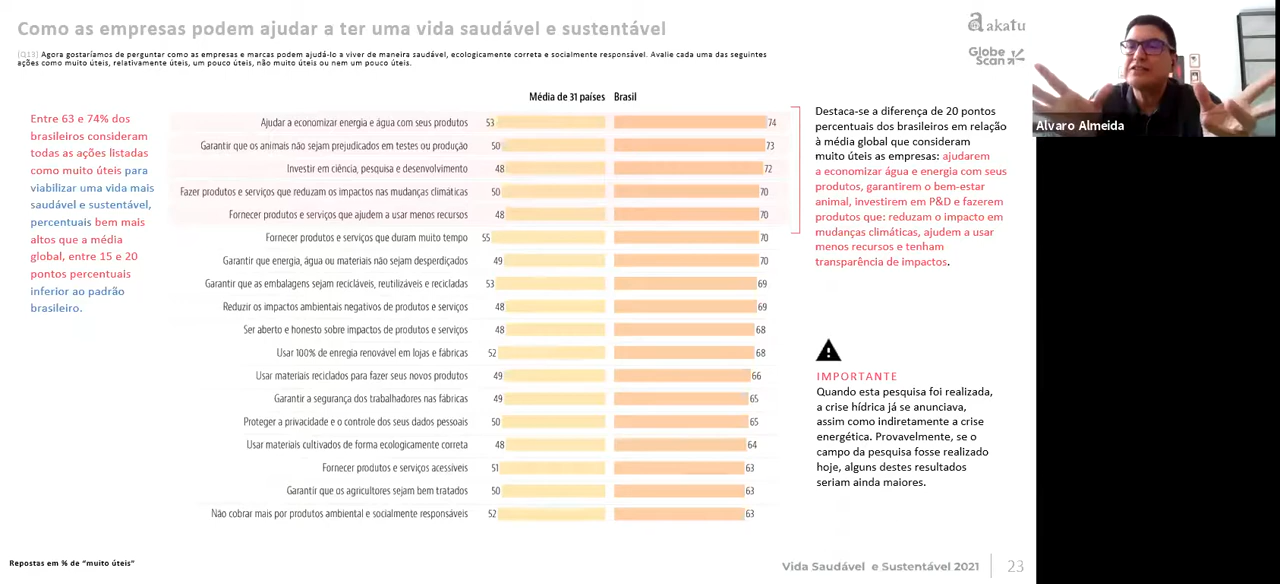 Como as empresas podem ajudar a ter uma vida saudável e sustentável
(Q13) Agora gostaríamos de perguntar como as empresas e marcas podem ajudá-lo a viver de maneira saudável, ecologicamente correta e socialmente responsável. Avalie cada uma das seguintes
ações como muito úteis, relativamente úteis, um pouco úteis, não muito úteis ou nem um pouco úteis.
akatu
Globe
Scan
Alvaro Almeida
Entre 63 e 74% dos
brasileiros consideram
todas as ações listadas
como muito úteis para
viabilizar uma vida mais
saudável e sustentável,
percentuais bem mais
altos que a média
global, entre 15 e 20
pontos percentuais
inferior ao padrão
brasileiro.
Média de 31 países Brasil
Ajudar a economizar energia e água com seus produtos 53 74
Garantir que os animais não sejam prejudicados em testes ou produção 50 73
Investir em ciência, pesquisa e desenvolvimento 48 72
Fazer produtos e serviços que reduzam os impactos nas mudanças climáticas 50 70
Fornecer produtos e serviços que ajudem a usar menos recursos 48 70
Fornecer produtos e serviços que duram muito tempo 55 70
Garantir que energia, água ou materiais não sejam desperdiçados 49 70
Garantir que as embalagens sejam recicláveis, reutilizáveis e recicladas 53 69
Reduzir os impactos ambientais negativos de produtos e serviços 48 69
Ser aberto e honesto sobre impactos de produtos e serviços 48 68
Usar 100% de enregia renovável em lojas e fábricas 52 68
Usar materiais reciclados para fazer seus novos produtos 49 66
Garantir a segurança dos trabalhadores nas fábricas 49 65
Proteger a privacidade e o controle dos seus dados pessoais 50 65
Usar materiais cultivados de forma ecologicamente correta 48 64
Fornecer produtos e serviços acessíveis 51 63
Garantir que os agricultores sejam bem tratados 50 63
Não cobrar mais por produtos ambiental e socialmente responsáveis 52 63
Destaca-se a diferença de 20 pontos
percentuais dos brasileiros em relação
à média global que consideram
muito úteis as empresas: ajudarem
a economizar água e energia com seus
produtos, garantirem o bem-estar
animal, investirem em P&D e fazerem
produtos que: reduzam o impacto em
mudanças climáticas, ajudem a usar
menos recursos e tenham
transparência de impactos.
IMPORTANTE
Quando esta pesquisa foi realizada,
a crise hídrica já se anunciava,
assim como indiretamente a crise
energética. Provavelmente, se o
campo da pesquisa fosse realizado
hoje, alguns destes resultados
seriam ainda maiores.
Repostas em % de "muito úteis"
Vida Saudável e Sustentável 2021 23